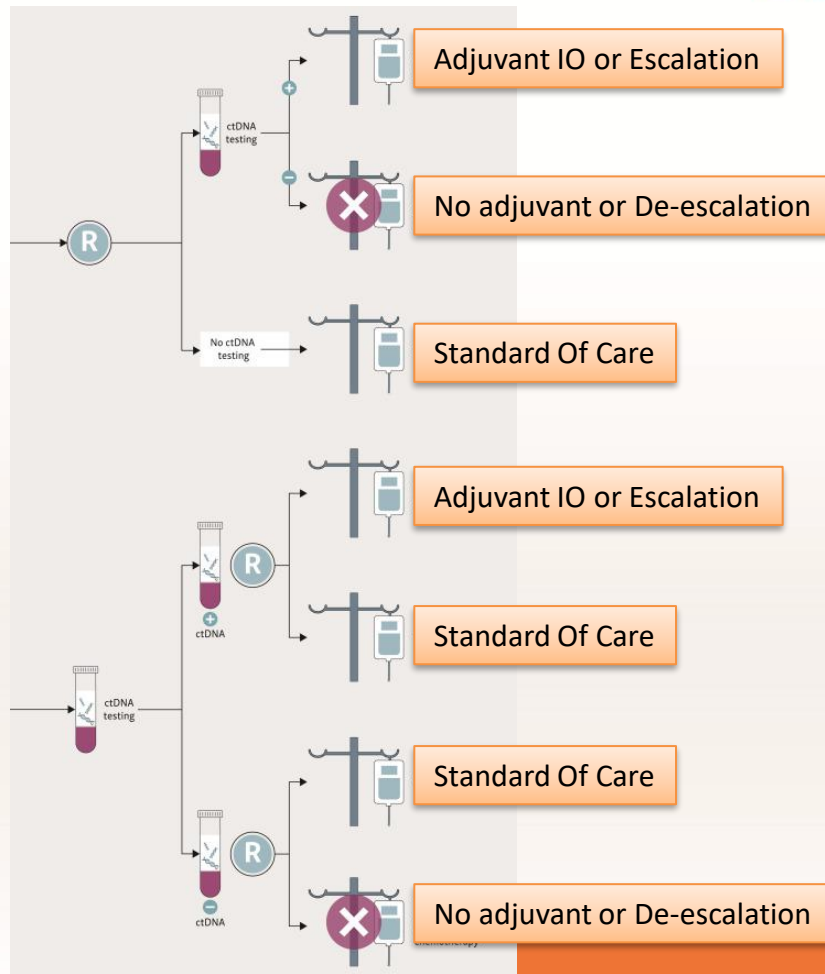 Adjuvant IO or Escalation
+
ctDNA
testing
-
No adjuvant or De-escalation
R
No ctDNA
testing
Standard Of Care
Adjuvant IO or Escalation
R
+
ctDNA
Standard Of Care
ctDNA
testing
Standard Of Care
R
-
ctDNA
No adjuvant or De-escalation
chemotherapy